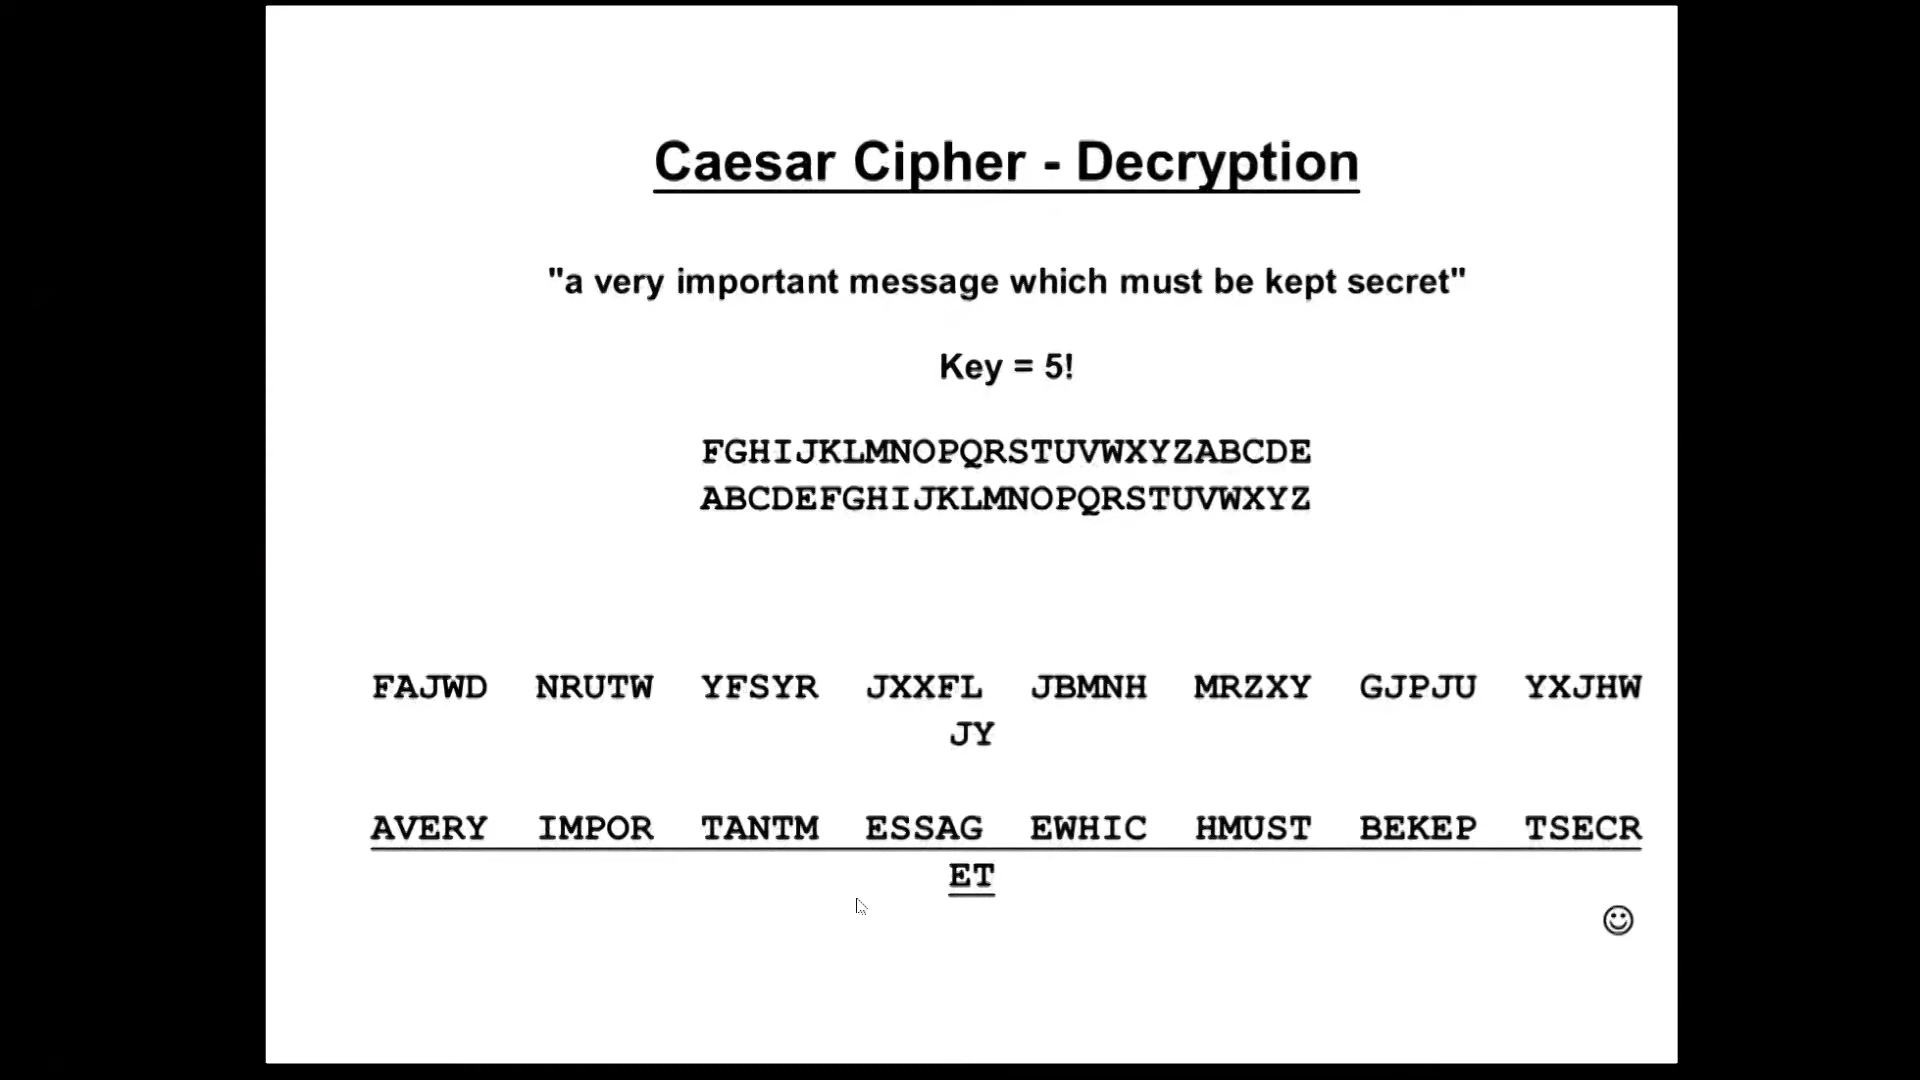 Caesar Cipher - Decryption
"a very important message which must be kept secret"
Key = 5!
FGHIJKLMNOPQRSTUVWXYZABCDE
ABCDEFGHIJKLMNOPQRSTUVWXYZ
FAJWD NRUTW YFSYR JXXFL JBMNH MRZXY GJPJU YXJHW
JY
AVERY IMPOR TANTM ESSAG EWHIC HMUST BEKEP TSECR
ET